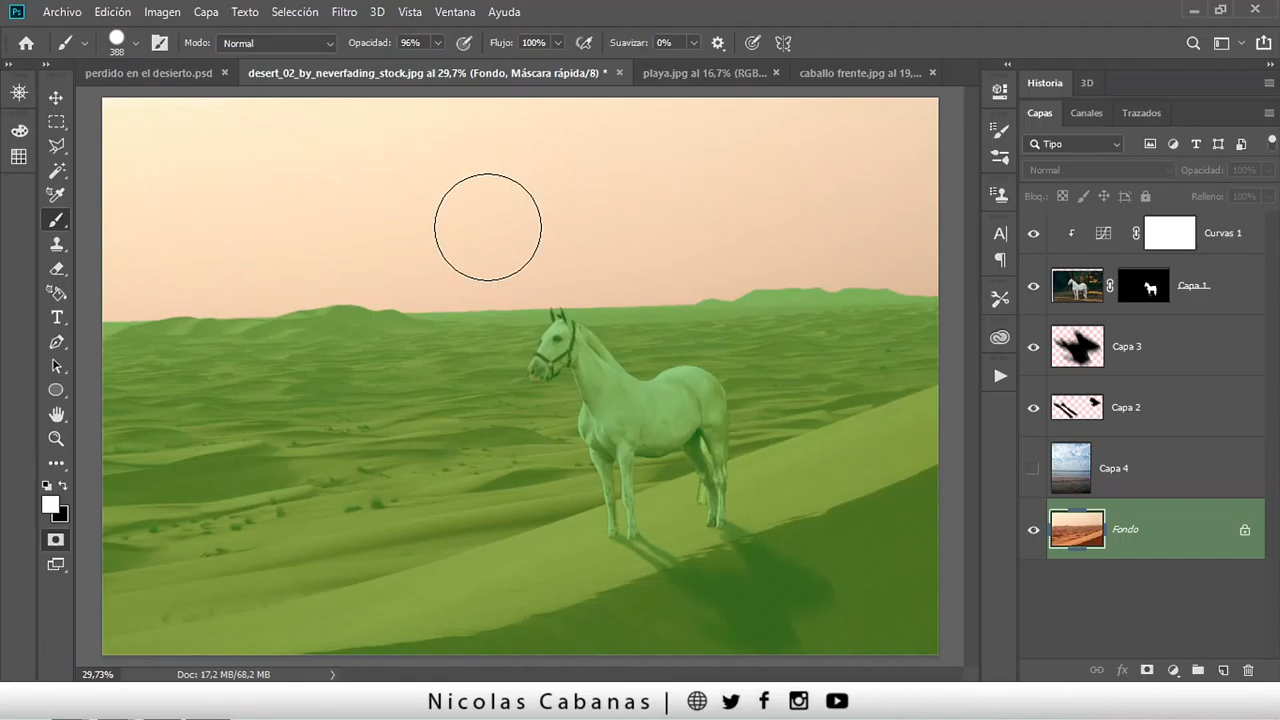 Ps Archivo Edición Imagen Capa Texto Selección Filtro 3D Vista Ventana Ayuda
388 Modo: Normal Opacidad: 96% Flujo: 100% Suavizar: 0%
perdido en el desierto.psd × desert_02_by_neverfading_stock.jpg al 29,7% (Fondo, Máscara rápida/8) * × playa.jpg al 16,7% (RGB... × caballo frente.jpg al 19,... ×
Historia 3D
Capas Canales Trazados
Tipo
Normal Opacidad: 100%
Bloq.: Relleno: 100%
Curvas 1
Capa 1
Capa 3
Capa 2
Capa 4
Fondo
29,73% Doc: 17,2 MB/68,2 MB
Nicolas Cabanas |